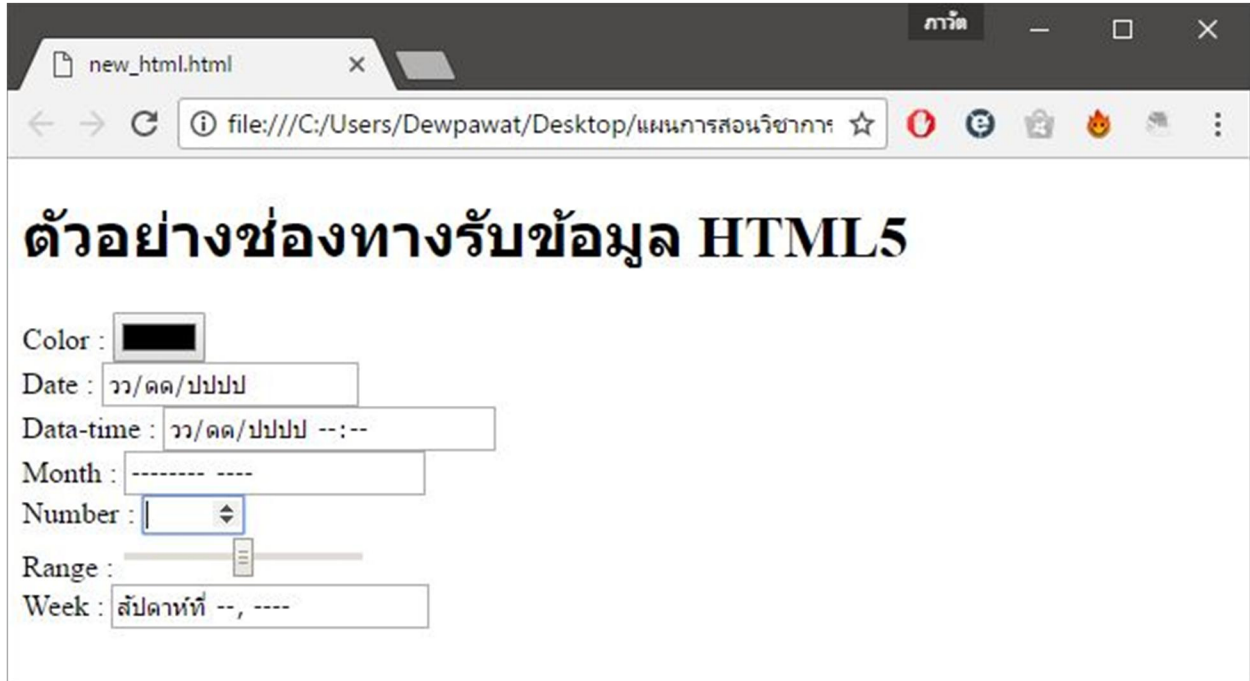 ภาวัต
new_html.html
file:///C:/Users/Dewpawat/Desktop/แผนการสอนวิชาการ
ตัวอย่างช่องทางรับข้อมูล HTML5
Color :
Date : วว/ดด/ปปปป
Data-time : วว/ดด/ปปปป --:--
Month : -------- ----
Number :
Range :
Week : สัปดาห์ที่ --, ----